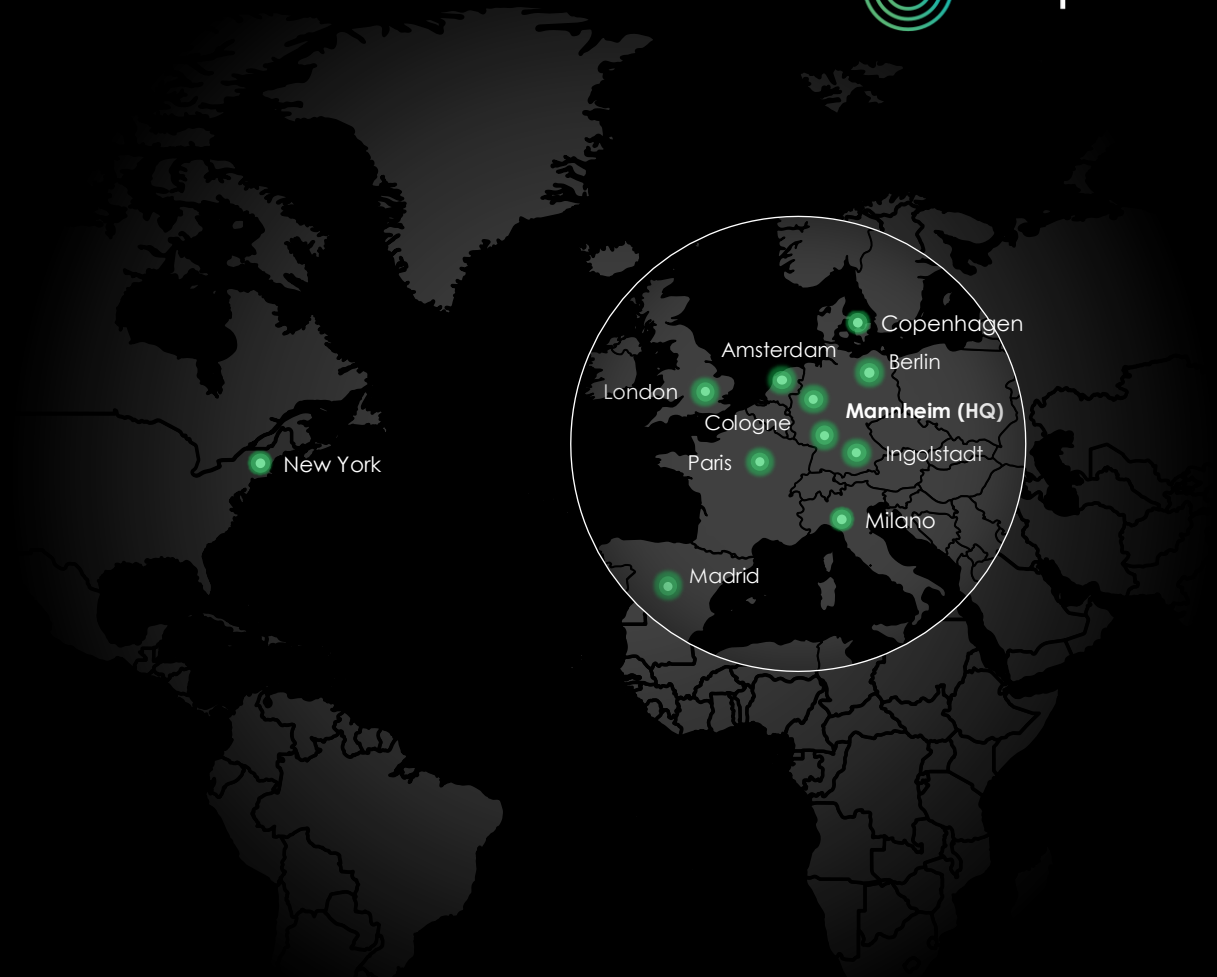 Copenhagen
Amsterdam
Berlin
London
Mannheim (HQ)
Cologne
Ingolstadt
Paris
New York
Milano
Madrid